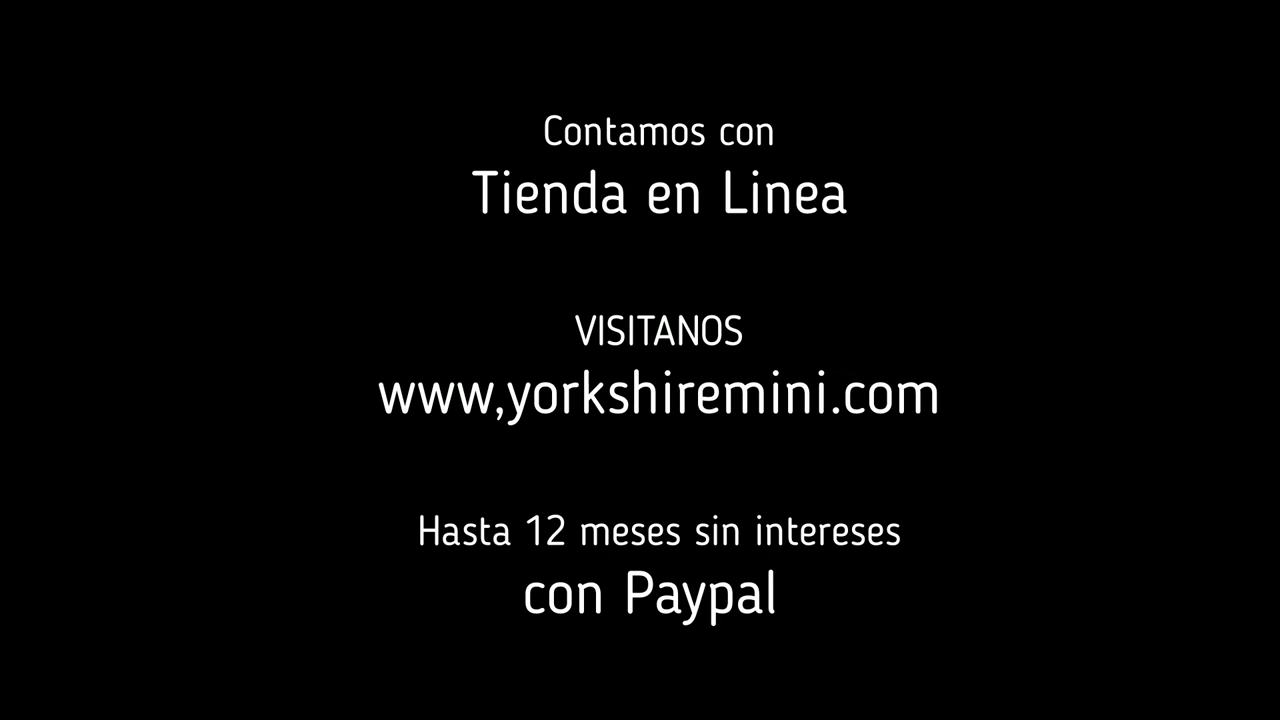 Contamos con
Tienda en Linea
VISITANOS
www,yorkshiremini.com
Hasta 12 meses sin intereses
con Paypal